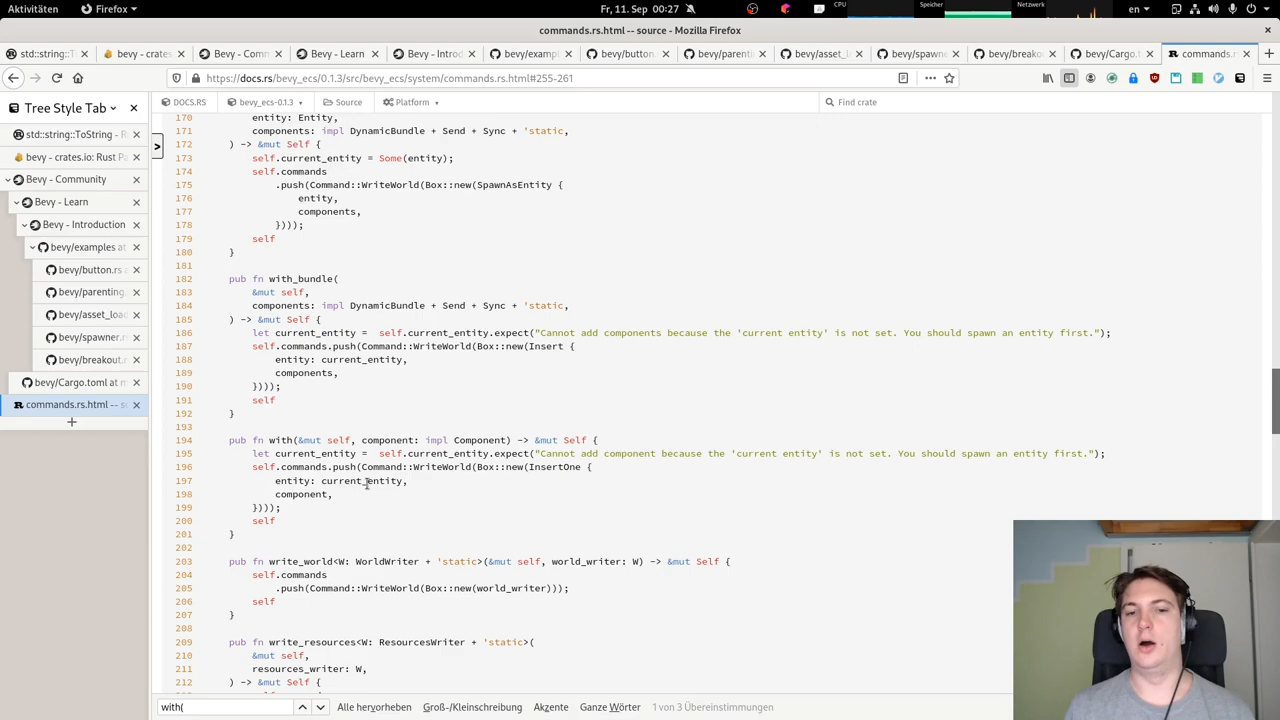 Aktivitäten
Firefox
Fr, 11. Sep 00:27
CPU
Speicher
Netzwerk
en
commands.rs.html -- source - Mozilla Firefox
std::string::T
bevy - crates
Bevy - Comm
Bevy - Learn
Bevy - Introd
bevy/exampl
bevy/button.
bevy/parenti
bevy/asset_l
bevy/spawne
bevy/breako
bevy/Cargo.t
commands.rs
https://docs.rs/bevy_ecs/0.1.3/src/bevy_ecs/system/commands.rs.html#255-261
Tree Style Tab
DOCS.RS
bevy_ecs-0.1.3
Source
Platform
Find crate
std::string::ToString - R
bevy - crates.io: Rust Pa
Bevy - Community
Bevy - Learn
Bevy - Introduction
bevy/examples at
bevy/button.rs a
bevy/parenting.
bevy/asset_loa
bevy/spawner.r
bevy/breakout.r
bevy/Cargo.toml at m
commands.rs.html -- so
170 entity: Entity,
171 components: impl DynamicBundle + Send + Sync + 'static,
172 ) -> &mut Self {
173 self.current_entity = Some(entity);
174 self.commands
175 .push(Command::WriteWorld(Box::new(SpawnAsEntity {
176 entity,
177 components,
178 })));
179 self
180 }
181
182 pub fn with_bundle(
183 &mut self,
184 components: impl DynamicBundle + Send + Sync + 'static,
185 ) -> &mut Self {
186 let current_entity =  self.current_entity.expect("Cannot add components because the 'current entity' is not set. You should spawn an entity first.");
187 self.commands.push(Command::WriteWorld(Box::new(Insert {
188 entity: current_entity,
189 components,
190 })));
191 self
192 }
193
194 pub fn with(&mut self, component: impl Component) -> &mut Self {
195 let current_entity =  self.current_entity.expect("Cannot add component because the 'current entity' is not set. You should spawn an entity first.");
196 self.commands.push(Command::WriteWorld(Box::new(InsertOne {
197 entity: current_entity,
198 component,
199 })));
200 self
201 }
202
203 pub fn write_world<W: WorldWriter + 'static>(&mut self, world_writer: W) -> &mut Self {
204 self.commands
205 .push(Command::WriteWorld(Box::new(world_writer)));
206 self
207 }
208
209 pub fn write_resources<W: ResourcesWriter + 'static>(
210 &mut self,
211 resources_writer: W,
212 ) -> &mut Self {
with(
Alle hervorheben
Groß-/Kleinschreibung
Akzente
Ganze Wörter
1 von 3 Übereinstimmungen